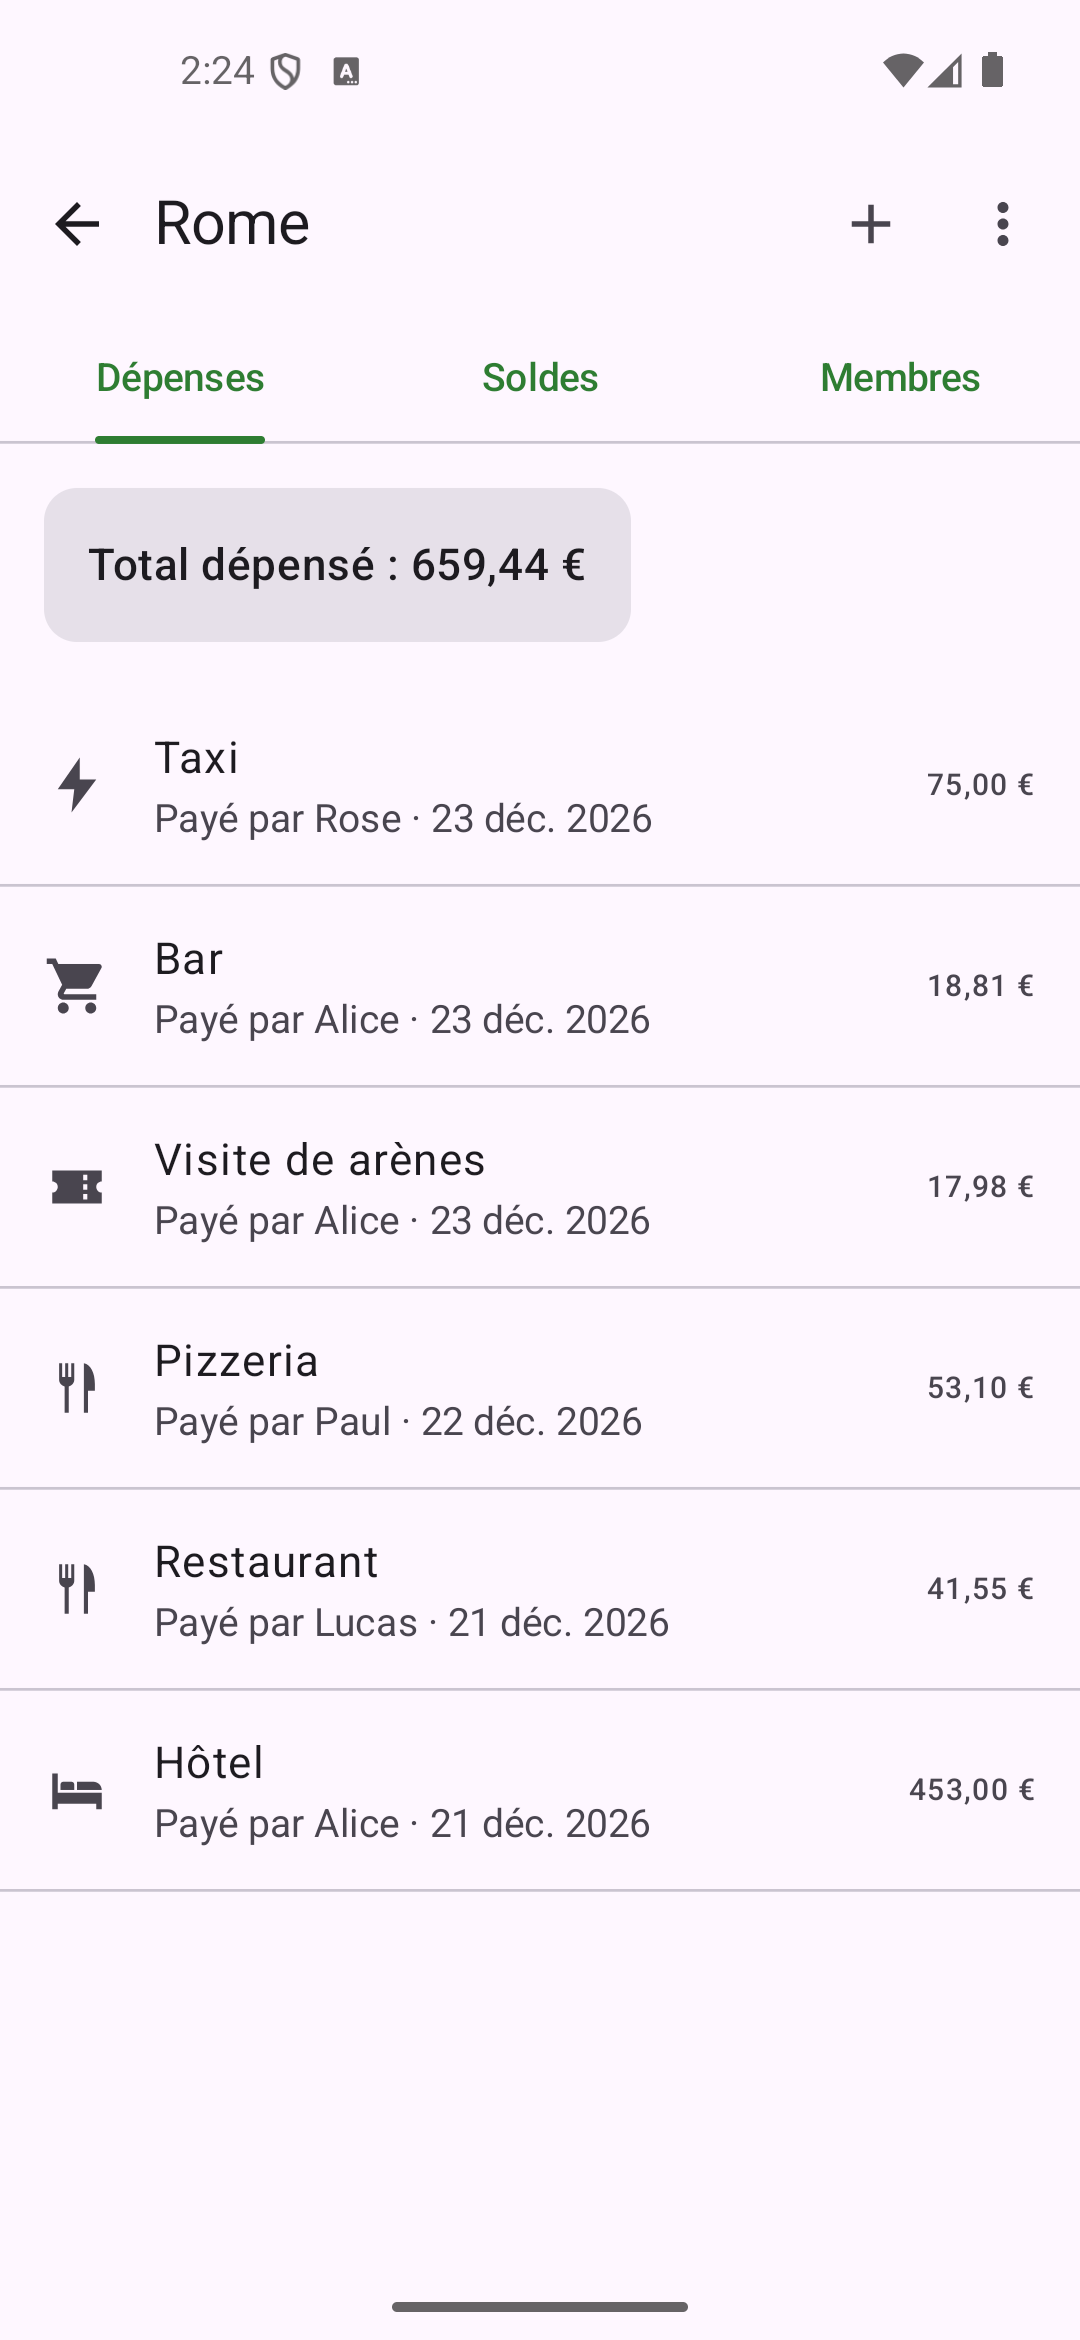 2:24
Rome
Dépenses
Soldes
Membres
Total dépensé : 659,44 €
Taxi
75,00 €
Payé par Rose · 23 déc. 2026
Bar
18,81 €
Payé par Alice · 23 déc. 2026
Visite de arènes
17,98 €
Payé par Alice · 23 déc. 2026
Pizzeria
53,10 €
Payé par Paul · 22 déc. 2026
Restaurant
41,55 €
Payé par Lucas · 21 déc. 2026
Hôtel
453,00 €
Payé par Alice · 21 déc. 2026